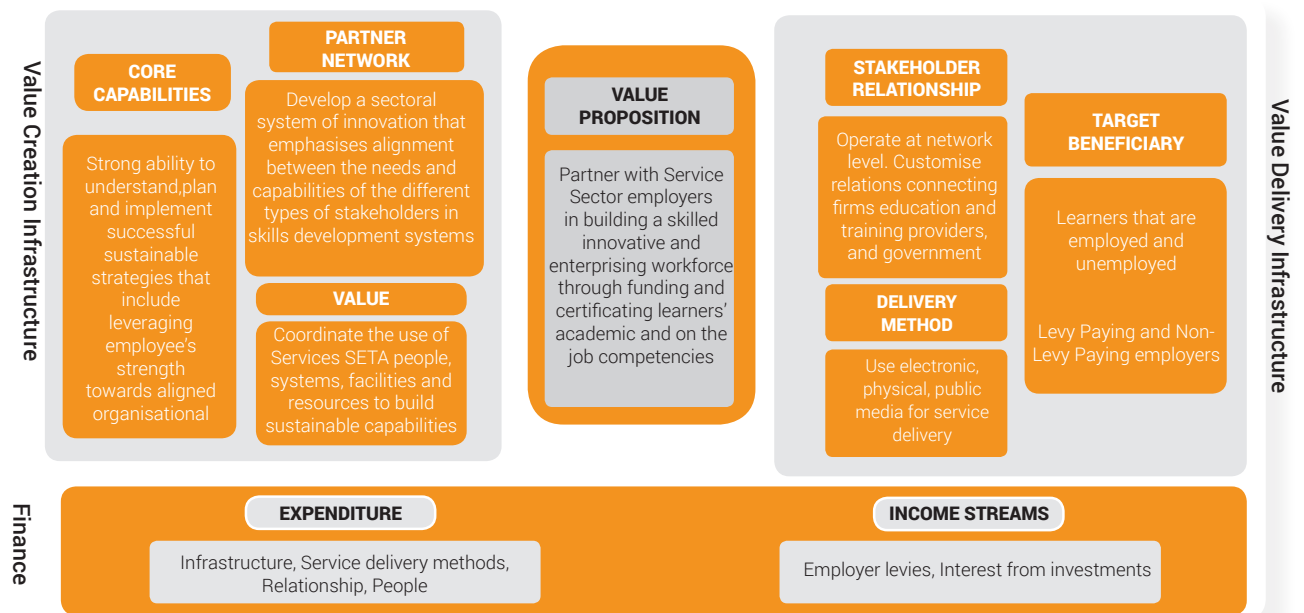 Value Creation Infrastructure
CORE
CAPABILITIES
Strong ability to
understand,plan
and implement
successful
sustainable
strategies that
include
leveraging
employee's
strength
towards aligned
organisational
PARTNER
NETWORK
Develop a sectoral
system of innovation that
emphasises alignment
between the needs and
capabilities of the different
types of stakeholders in
skills development systems
VALUE
Coordinate the use of
Services SETA people,
systems, facilities and
resources to build
sustainable capabilities
VALUE
PROPOSITION
Partner with Service
Sector employers
in building a skilled
innovative and
enterprising workforce
through funding and
certificating learners'
academic and on the
job competencies
STAKEHOLDER
RELATIONSHIP
Operate at network
level. Customise
relations connecting
firms education and
training providers,
and government
DELIVERY
METHOD
Use electronic,
physical, public
media for service
delivery
TARGET
BENEFICIARY
Learners that are
employed and
unemployed
Levy Paying and Non-
Levy Paying employers
Value Delivery Infrastructure
Finance
EXPENDITURE
Infrastructure, Service delivery methods,
Relationship, People
INCOME STREAMS
Employer levies, Interest from investments